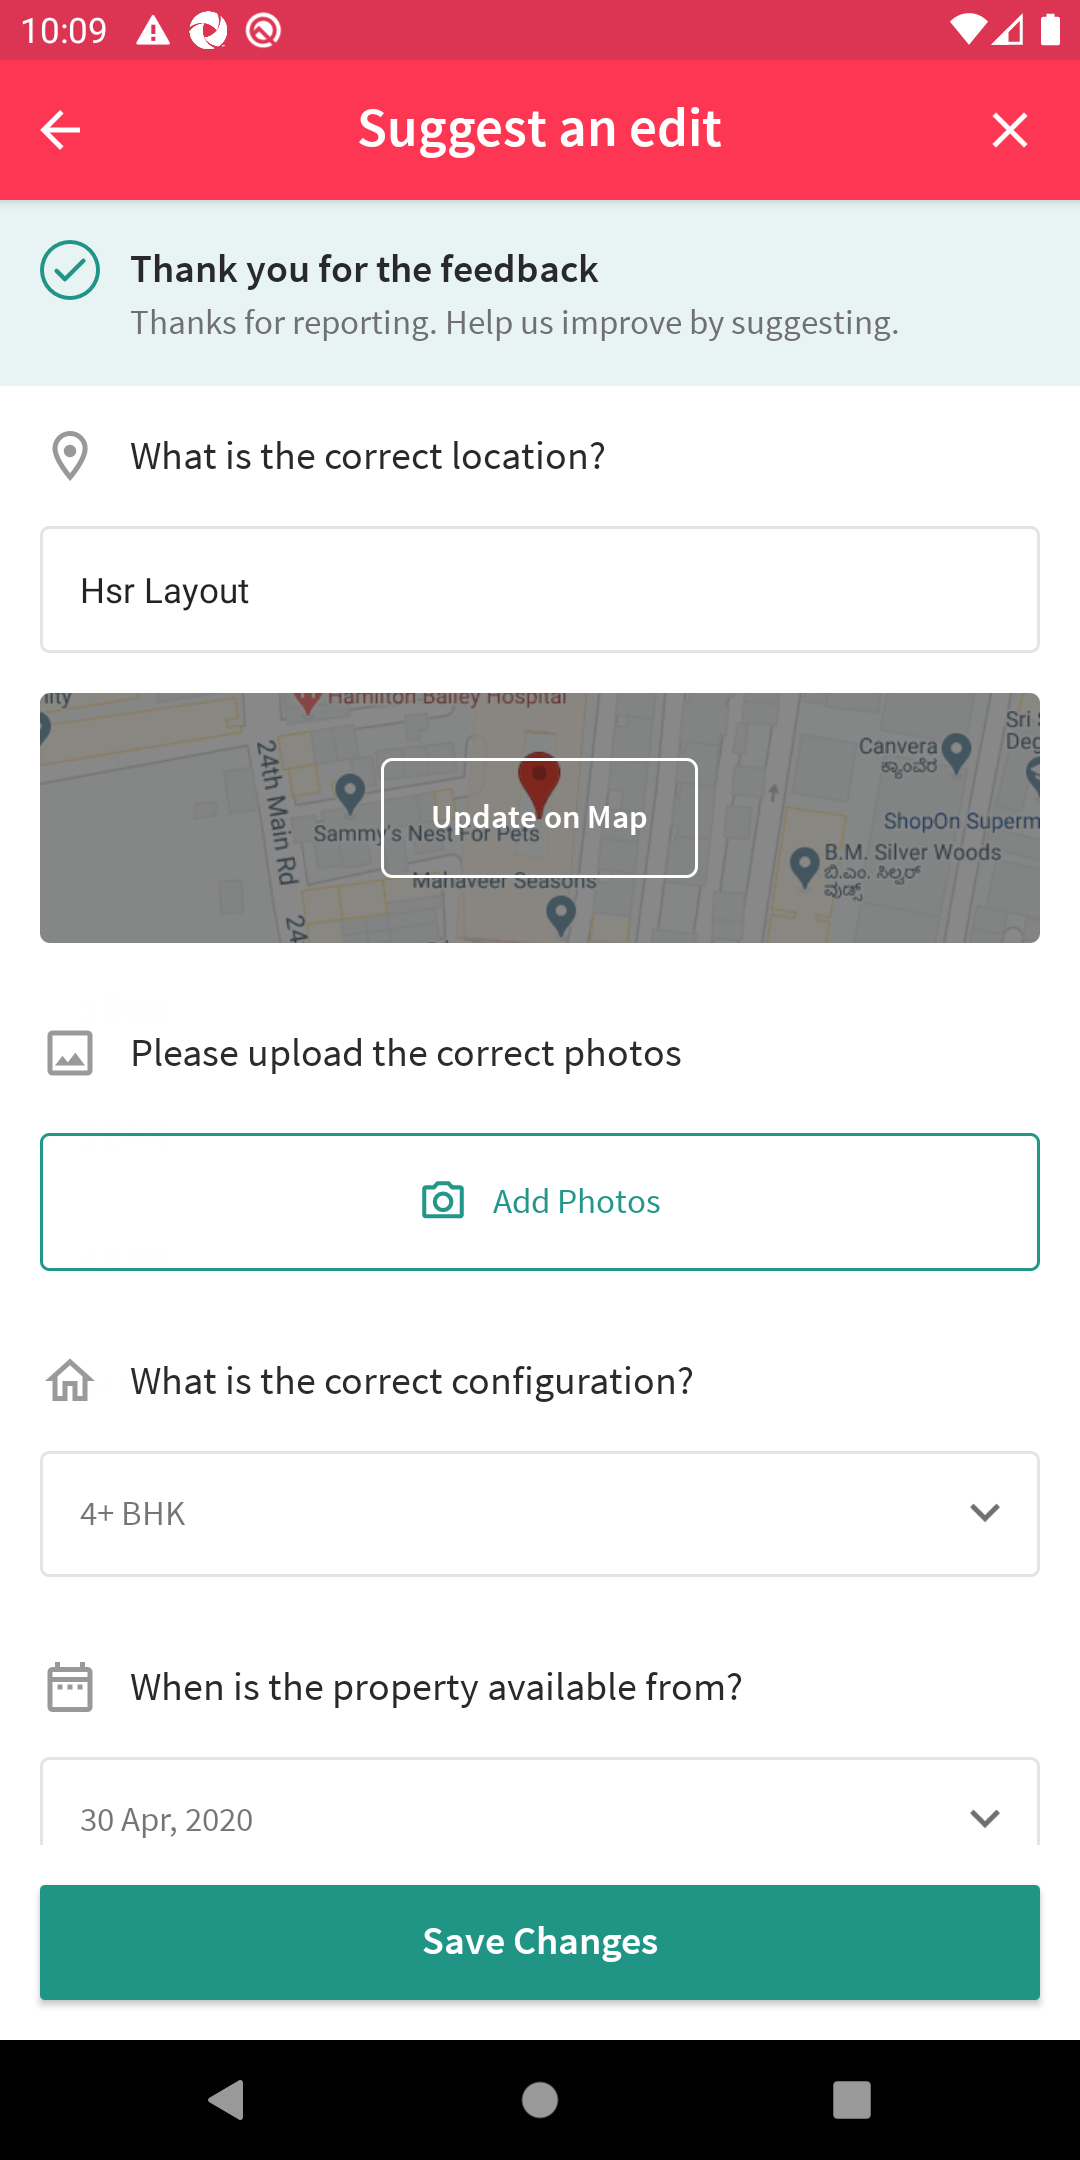 10:09
Suggest an edit
Thank you for the feedback
Thanks for reporting. Help us improve by suggesting.
What is the correct location?
Hsr Layout
Hamilton Bailey Hospital
Sri
Canvera
ಕ್ಯಾಂವೆರ
24th Main Rd
Update on Map
Sammy's Nest For Pets
ShopOn Superm
B.M. Silver Woods
ಬಿ.ಎಂ. ಸಿಲ್ವರ್
ವುಡ್ಸ್
Mahaveer Seasons
24
Please upload the correct photos
Add Photos
What is the correct configuration?
4+ BHK
When is the property available from?
30 Apr, 2020
Save Changes